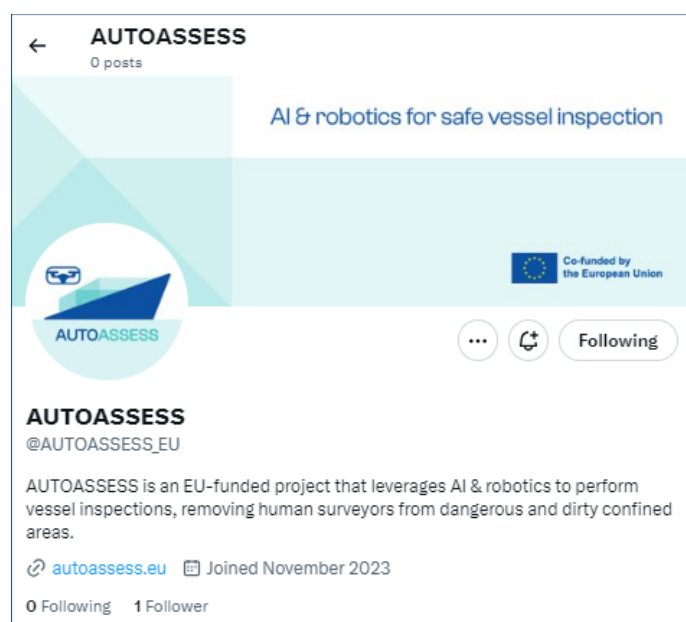 AUTOASSESS
0 posts
AI & robotics for safe vessel inspection
Co-funded by
the European Union
AUTOASSESS
Following
AUTOASSESS
@AUTOASSESS_EU
AUTOASSESS is an EU-funded project that leverages AI & robotics to perform
vessel inspections, removing human surveyors from dangerous and dirty confined
areas.
autoassess.eu Joined November 2023
0 Following 1 Follower